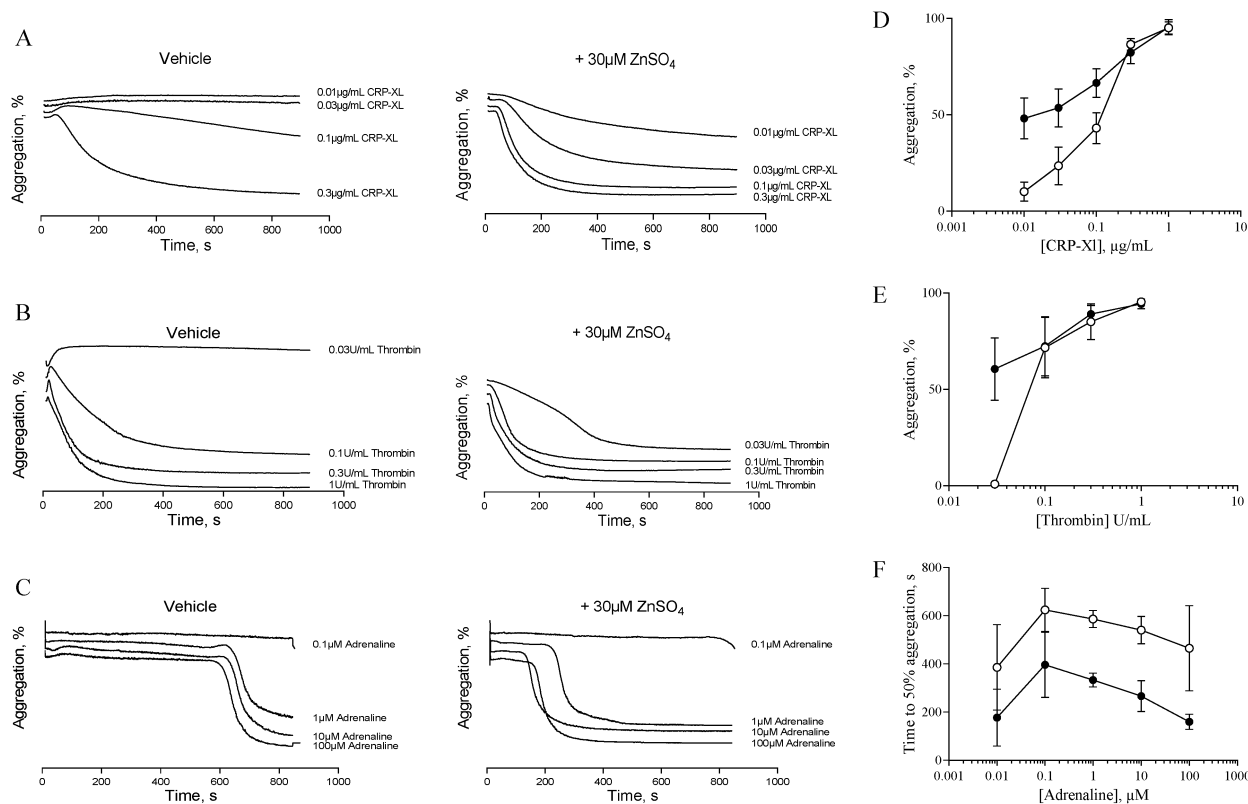 A
Vehicle
+ 30µM ZnSO4
Aggregation, %
0.01µg/mL CRP-XL
0.03µg/mL CRP-XL
0.1µg/mL CRP-XL
0.3µg/mL CRP-XL
0 200 400 600 800 1000
Time, s
Aggregation, %
0.01µg/mL CRP-XL
0.03µg/mL CRP-XL
0.1µg/mL CRP-XL
0.3µg/mL CRP-XL
0 200 400 600 800 1000
Time, s
D
Aggregation, %
100
50
0
0.001 0.01 0.1 1 10
[CRP-Xl], µg/mL
B
Vehicle
+ 30µM ZnSO4
Aggregation, %
0.03U/mL Thrombin
0.1U/mL Thrombin
0.3U/mL Thrombin
1U/mL Thrombin
0 200 400 600 800 1000
Time, s
Aggregation, %
0.03U/mL Thrombin
0.1U/mL Thrombin
0.3U/mL Thrombin
1U/mL Thrombin
0 200 400 600 800 1000
Time, s
E
Aggregation, %
100
50
0
0.01 0.1 1 10
[Thrombin] U/mL
C
Vehicle
+ 30µM ZnSO4
Aggregation, %
0.1µM Adrenaline
1µM Adrenaline
10µM Adrenaline
100µM Adrenaline
0 200 400 600 800 1000
Time, s
Aggregation, %
0.1µM Adrenaline
1µM Adrenaline
10µM Adrenaline
100µM Adrenaline
0 200 400 600 800 1000
Time, s
F
Time to 50% aggregation, s
800
600
400
200
0
0.001 0.01 0.1 1 10 100 1000
[Adrenaline], µM